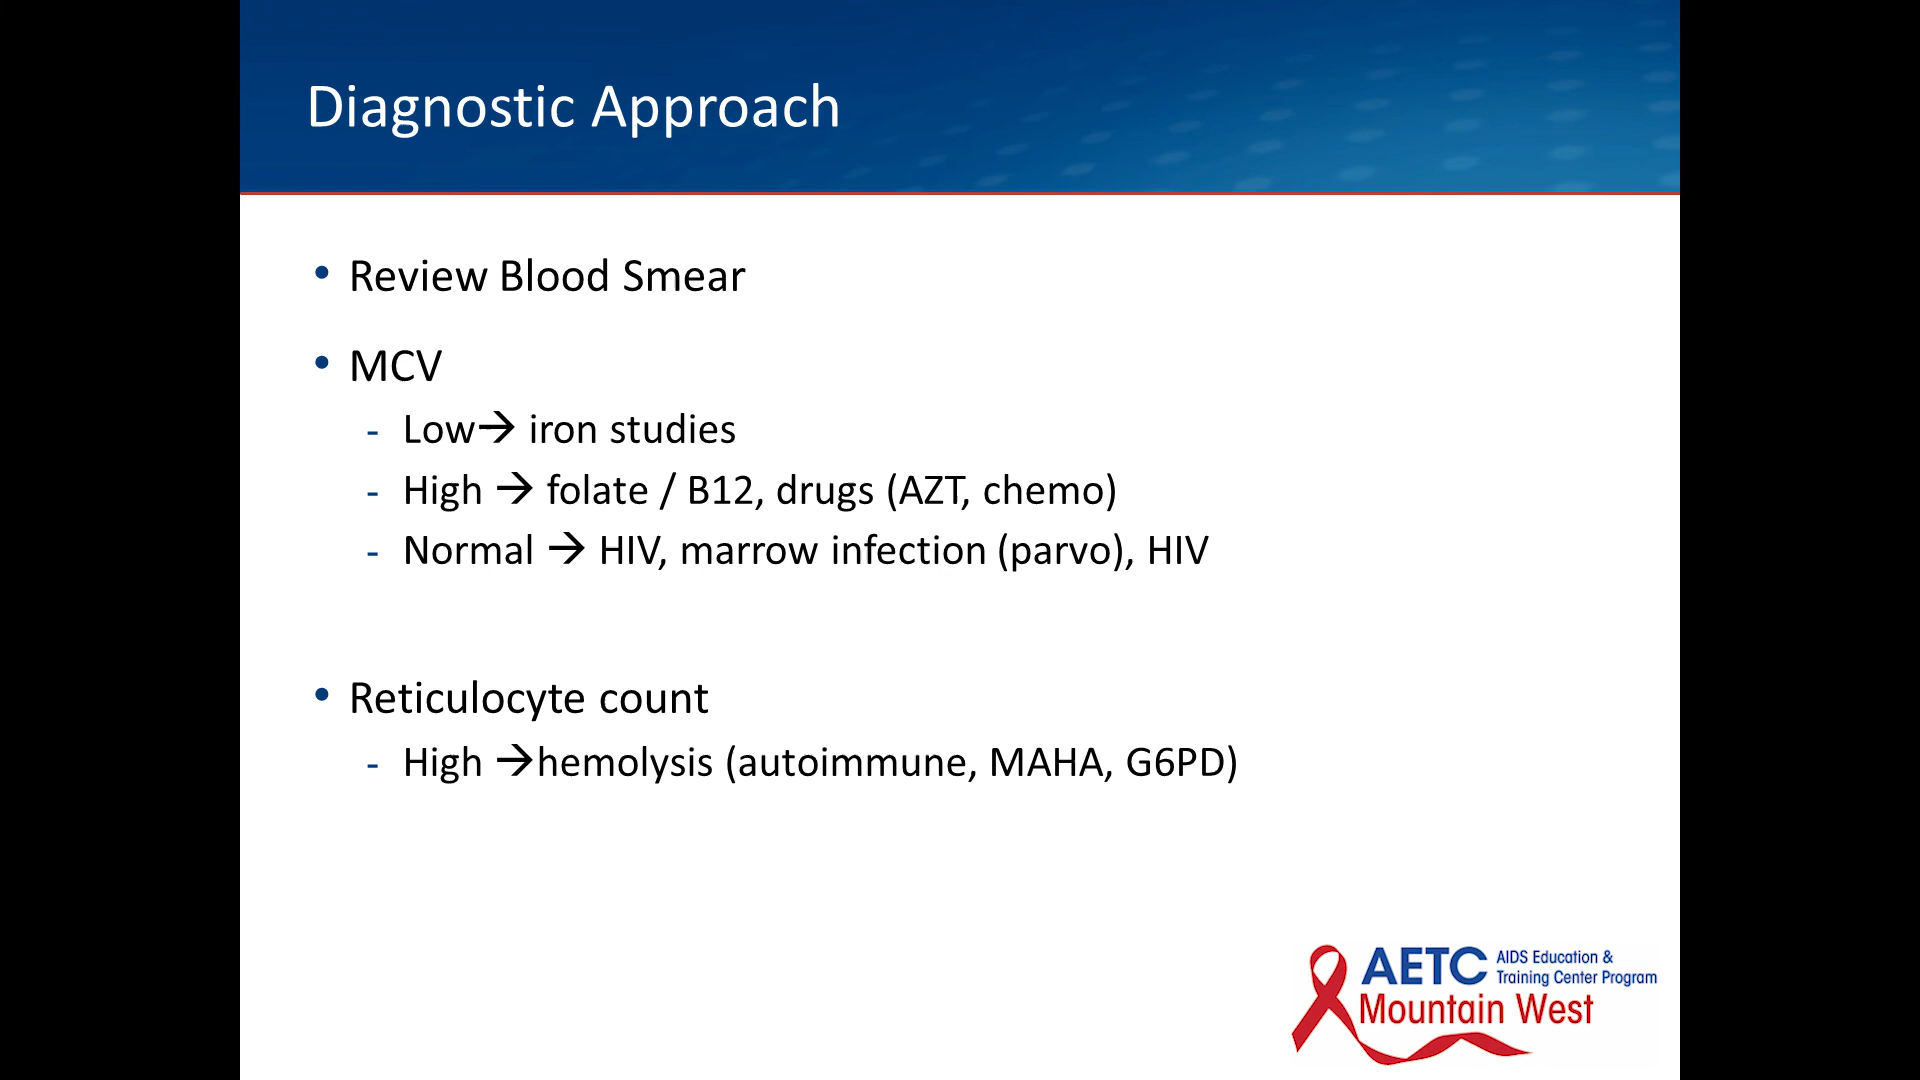 Diagnostic Approach
• Review Blood Smear
• MCV
- Low→ iron studies
- High → folate / B12, drugs (AZT, chemo)
- Normal → HIV, marrow infection (parvo), HIV
• Reticulocyte count
- High →hemolysis (autoimmune, MAHA, G6PD)
AETC AIDS Education &
Training Center Program
Mountain West